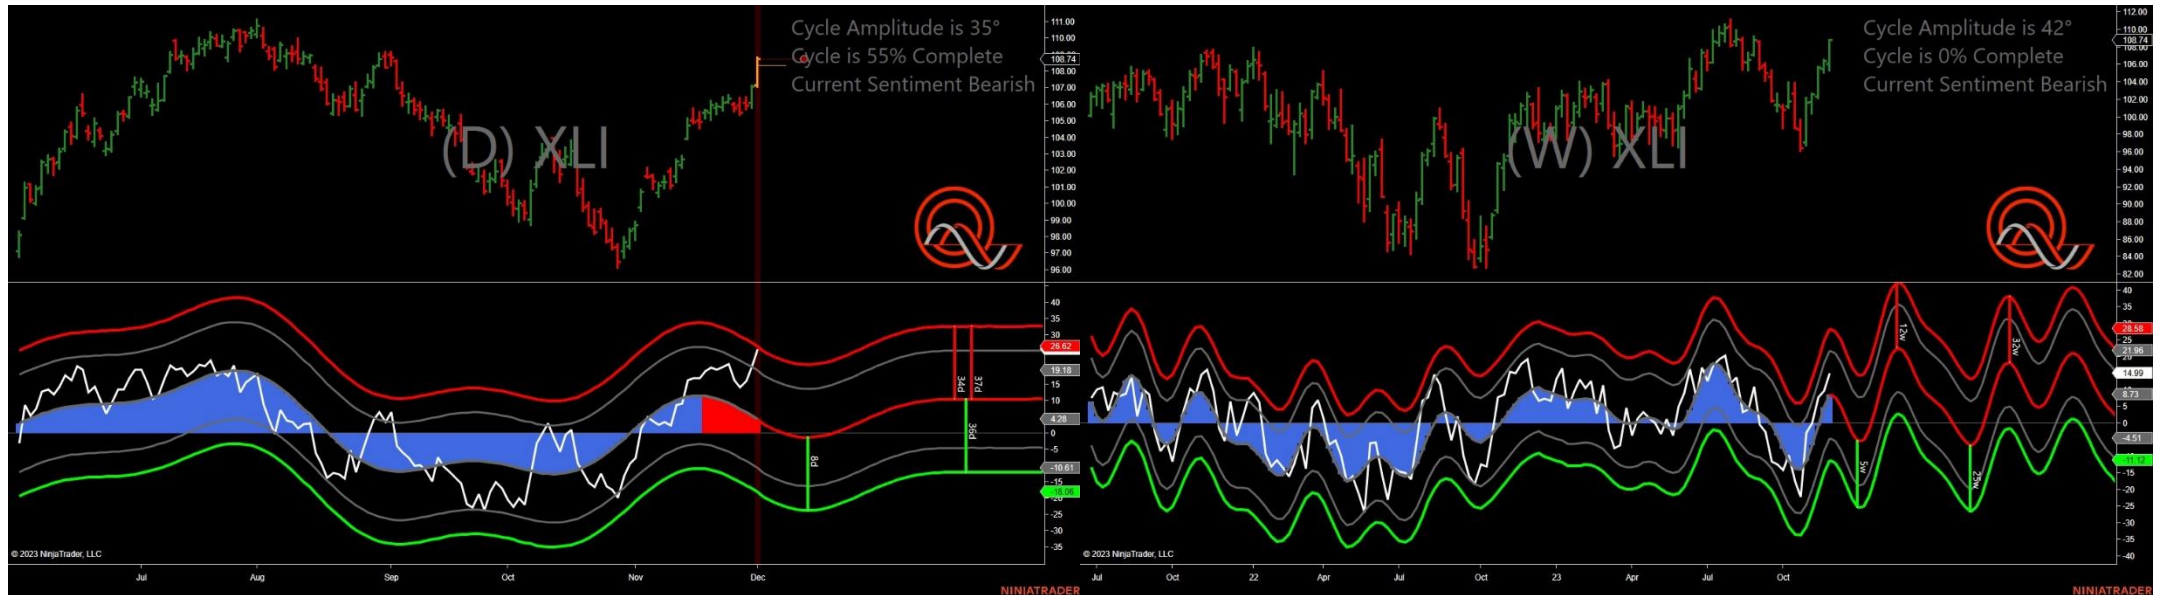 Cycle Amplitude is 35°
Cycle is 55% Complete
Current Sentiment Bearish
(D) XLI
111.00
110.00
109.00
108.74
108.00
107.00
106.00
105.00
104.00
103.00
102.00
101.00
100.00
99.00
98.00
97.00
96.00
40
35
30
26.62
19.18
15
10
4.28
0
-5
-10.61
-15
-18.06
-25
-30
-35
34d
37d
36d
8d
© 2023 NinjaTrader, LLC
Jul
Aug
Sep
Oct
Nov
Dec
NINJATRADER
Cycle Amplitude is 42°
Cycle is 0% Complete
Current Sentiment Bearish
(W) XLI
112.00
110.00
108.74
108.00
106.00
104.00
102.00
100.00
98.00
96.00
94.00
92.00
90.00
88.00
86.00
84.00
82.00
40
35
28.58
25
21.96
14.99
8.73
5
0
-4.51
-11.12
-15
-20
-25
-30
-35
-40
12w
32w
5w
25w
© 2023 NinjaTrader, LLC
Jul
Oct
22
Apr
Jul
Oct
23
Apr
Jul
Oct
NINJATRADER